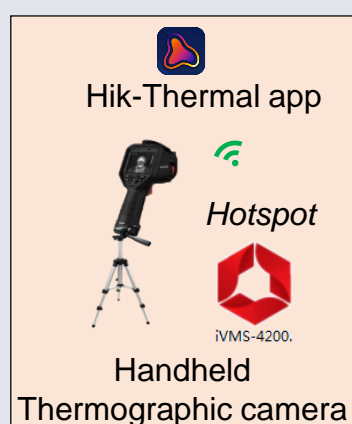 Hik-Thermal app
Hotspot
iVMS-4200.
Handheld
Thermographic camera